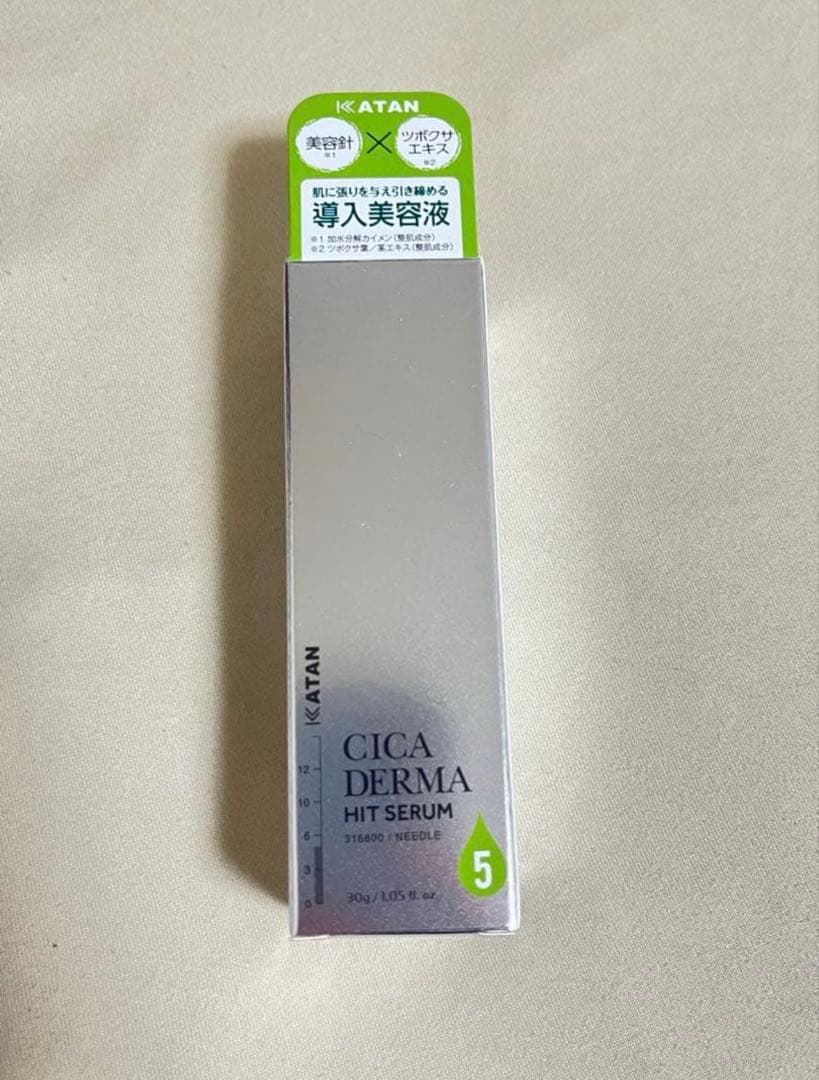 KATAN
美容針
※1
×
ツボクサ
エキス
※2
肌に張りを与え引き締める
導入美容液
※1 加水分解カイメン(整肌成分)
※2 ツボクサ葉/茎エキス(整肌成分)
KATAN
12
10
6
3
0
CICA
DERMA
HIT SERUM
316800 / NEEDLE
5
30g / 1.05 fl. oz.